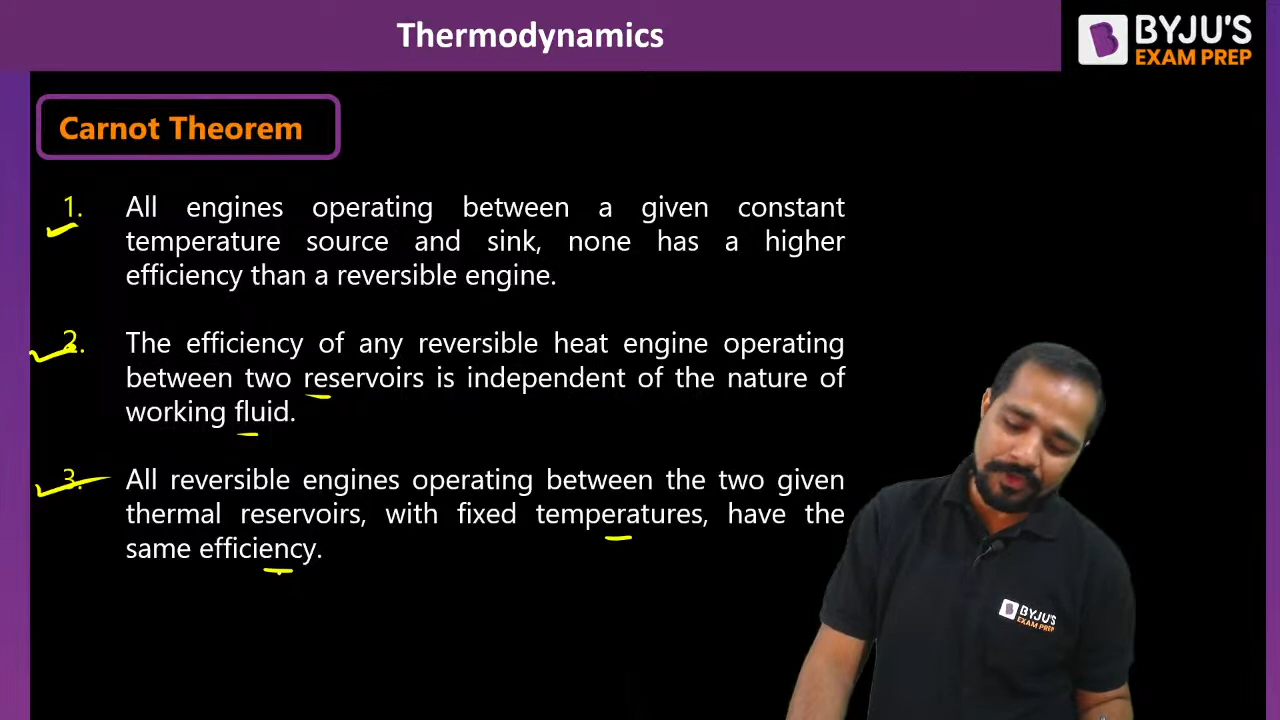 Thermodynamics
BYJU'S
EXAM PREP
Carnot Theorem
1. All engines operating between a given constant
temperature source and sink, none has a higher
efficiency than a reversible engine.
2. The efficiency of any reversible heat engine operating
between two reservoirs is independent of the nature of
working fluid.
3. All reversible engines operating between the two given
thermal reservoirs, with fixed temperatures, have the
same efficiency.
BYJU'S
EXAM PREP